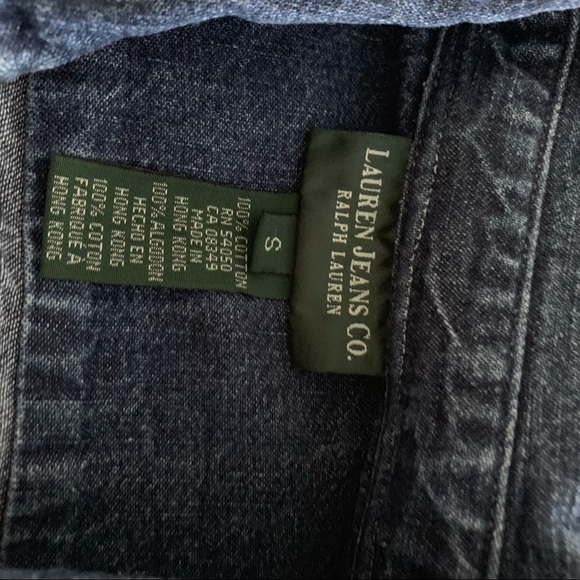 LAUREN JEANS CO.
RALPH LAUREN
S
100% COTTON
RN 54050
CA 08749
MADE IN
HONG KONG
100% ALGODON
HECHO EN
HONG KONG
100% COTON
FABRIQUE A
HONG KONG